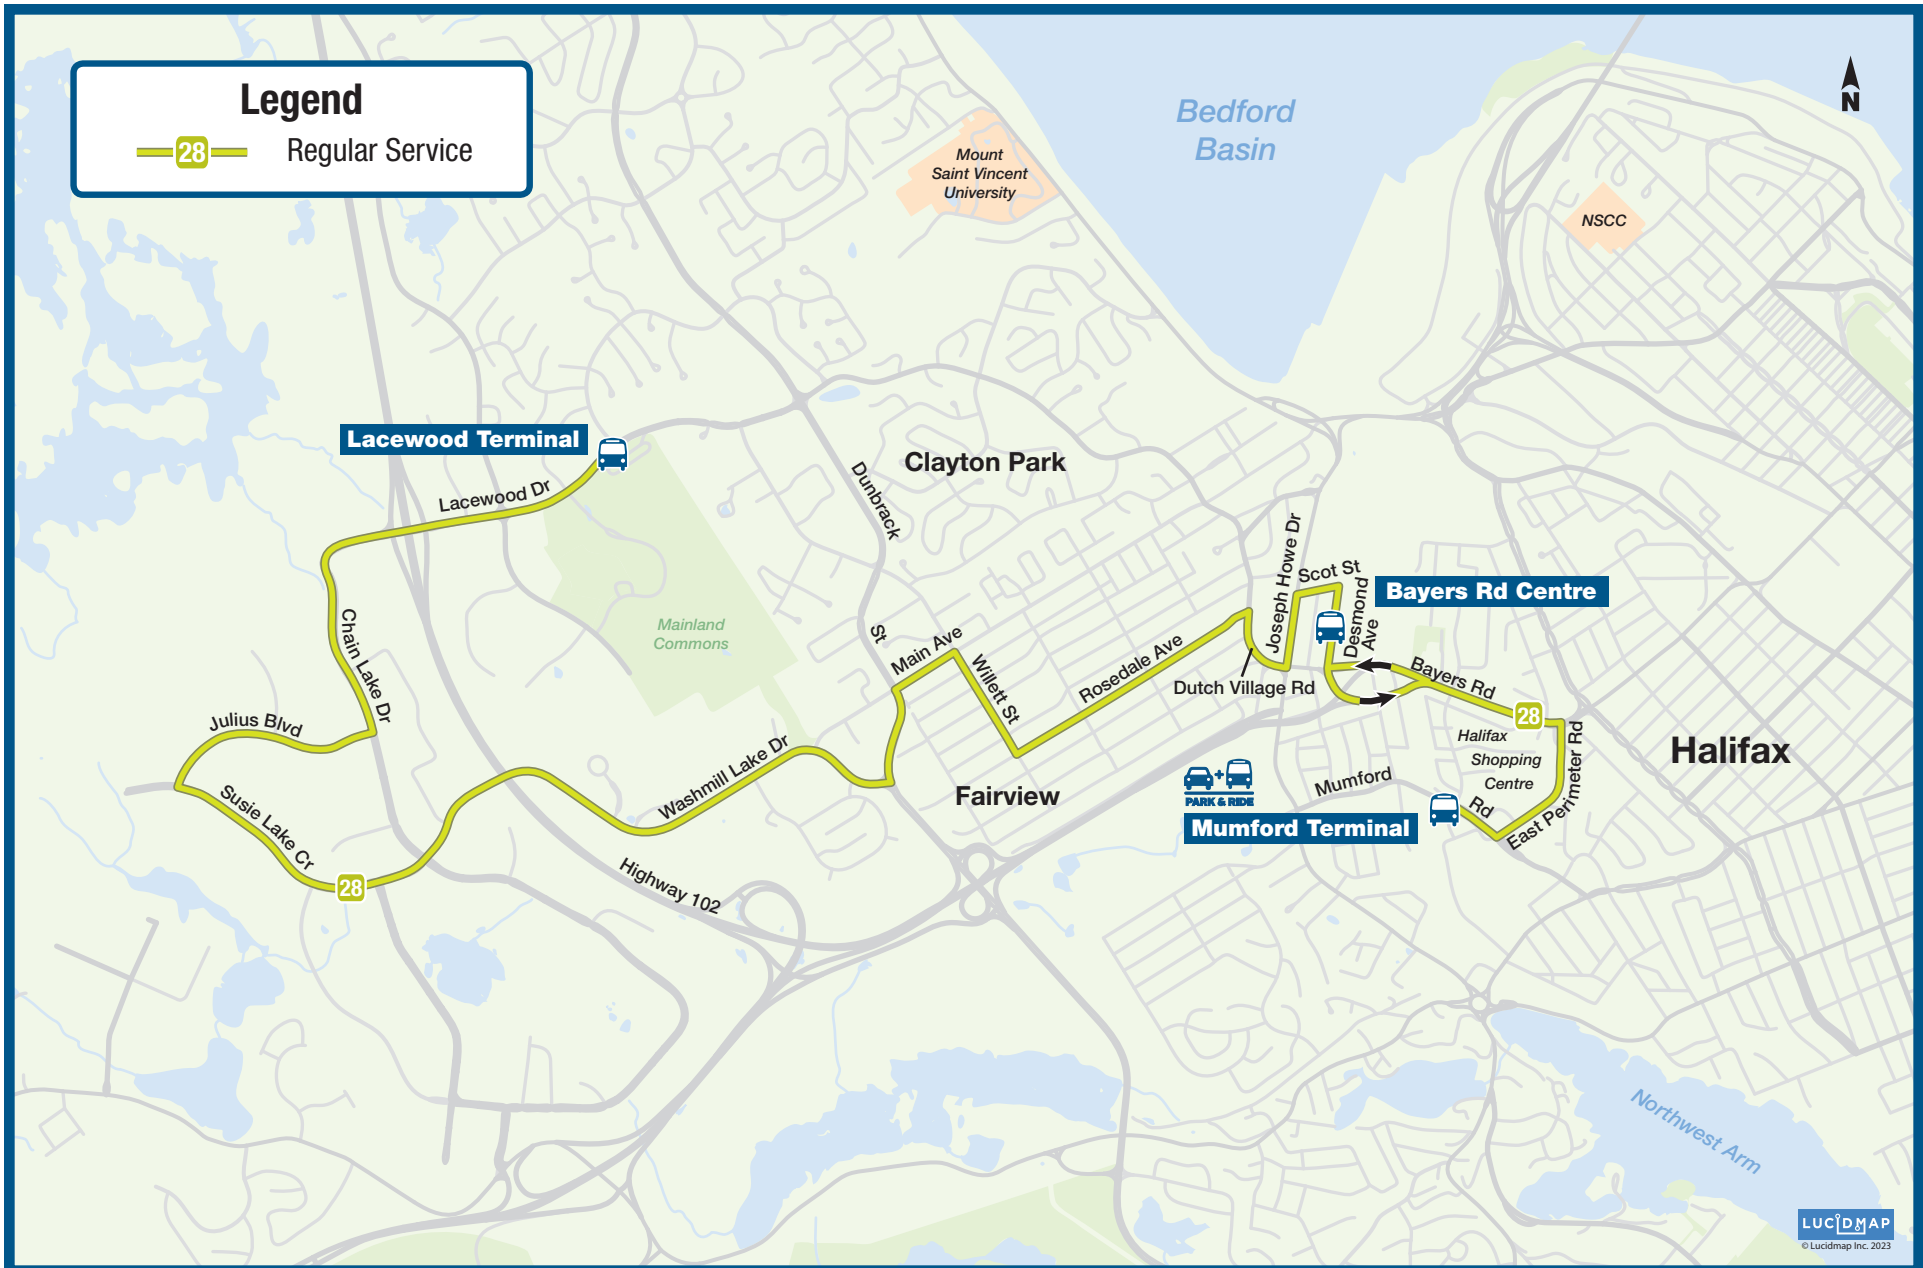 Legend
28
Regular Service
N
Bedford
Basin
Mount
Saint Vincent
University
NSCC
Lacewood Terminal
Lacewood Dr
Clayton Park
Dunbrack
St
Joseph Howe Dr
Scot St
Desmond
Ave
Bayers Rd Centre
Chain Lake Dr
Mainland
Commons
Main Ave
Willett St
Rosedale Ave
Dutch Village Rd
Bayers Rd
28
Julius Blvd
Halifax
Shopping
Centre
East Perimeter Rd
Halifax
Washmill Lake Dr
Susie Lake Cr
28
Fairview
PARK & RIDE
Mumford
Rd
Mumford Terminal
Highway 102
Northwest Arm
LUCIDMAP
© Lucidmap Inc. 2023